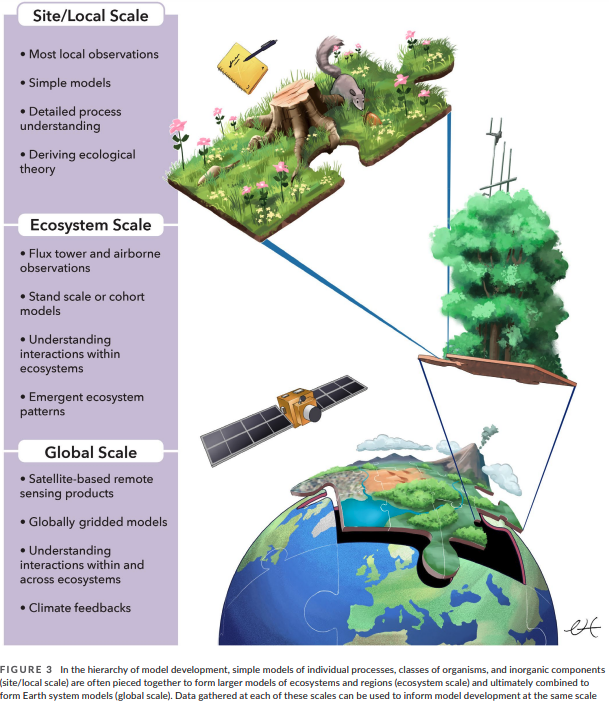 Site/Local Scale
• Most local observations
• Simple models
• Detailed process
understanding
• Deriving ecological
theory
Ecosystem Scale
• Flux tower and airborne
observations
• Stand scale or cohort
models
• Understanding
interactions within
ecosystems
• Emergent ecosystem
patterns
Global Scale
• Satellite-based remote
sensing products
• Globally gridded models
• Understanding
interactions within and
across ecosystems
• Climate feedbacks
FIGURE 3 In the hierarchy of model development, simple models of individual processes, classes of organisms, and inorganic components
(site/local scale) are often pieced together to form larger models of ecosystems and regions (ecosystem scale) and ultimately combined to
form Earth system models (global scale). Data gathered at each of these scales can be used to inform model development at the same scale